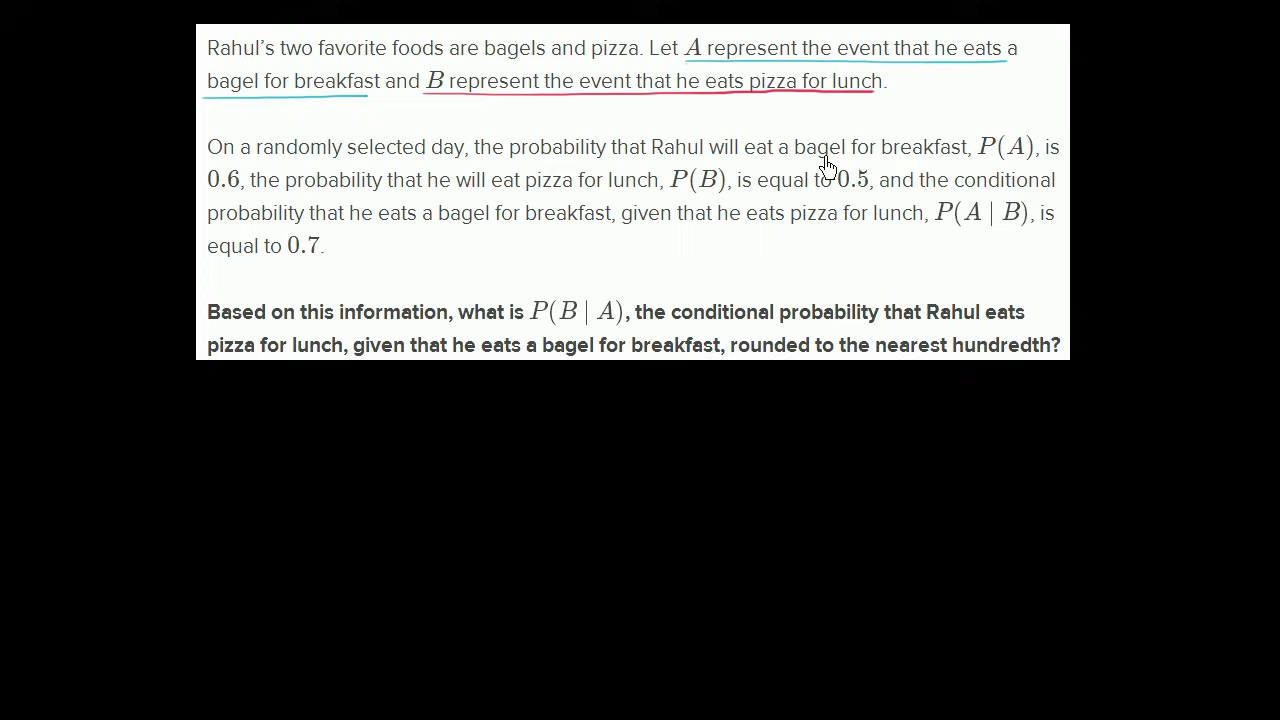 Rahul’s two favorite foods are bagels and pizza. Let A represent the event that he eats a
bagel for breakfast and B represent the event that he eats pizza for lunch.
On a randomly selected day, the probability that Rahul will eat a bagel for breakfast, P(A), is
0.6, the probability that he will eat pizza for lunch, P(B), is equal to 0.5, and the conditional
probability that he eats a bagel for breakfast, given that he eats pizza for lunch, P(A | B), is
equal to 0.7.
Based on this information, what is P(B | A), the conditional probability that Rahul eats
pizza for lunch, given that he eats a bagel for breakfast, rounded to the nearest hundredth?